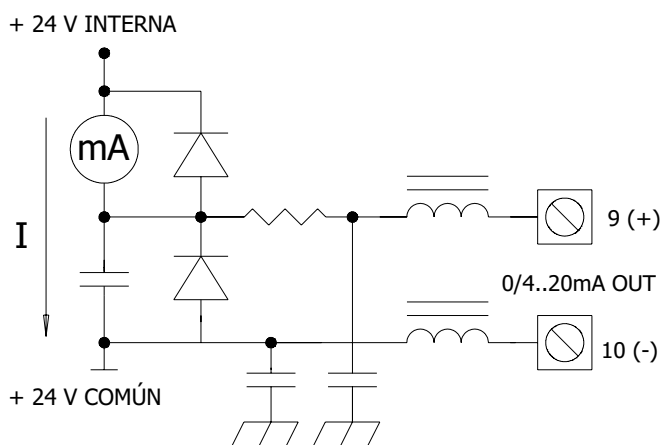 + 24 V INTERNA
mA
I
9 (+)
0/4..20mA OUT
10 (-)
+ 24 V COMÚN